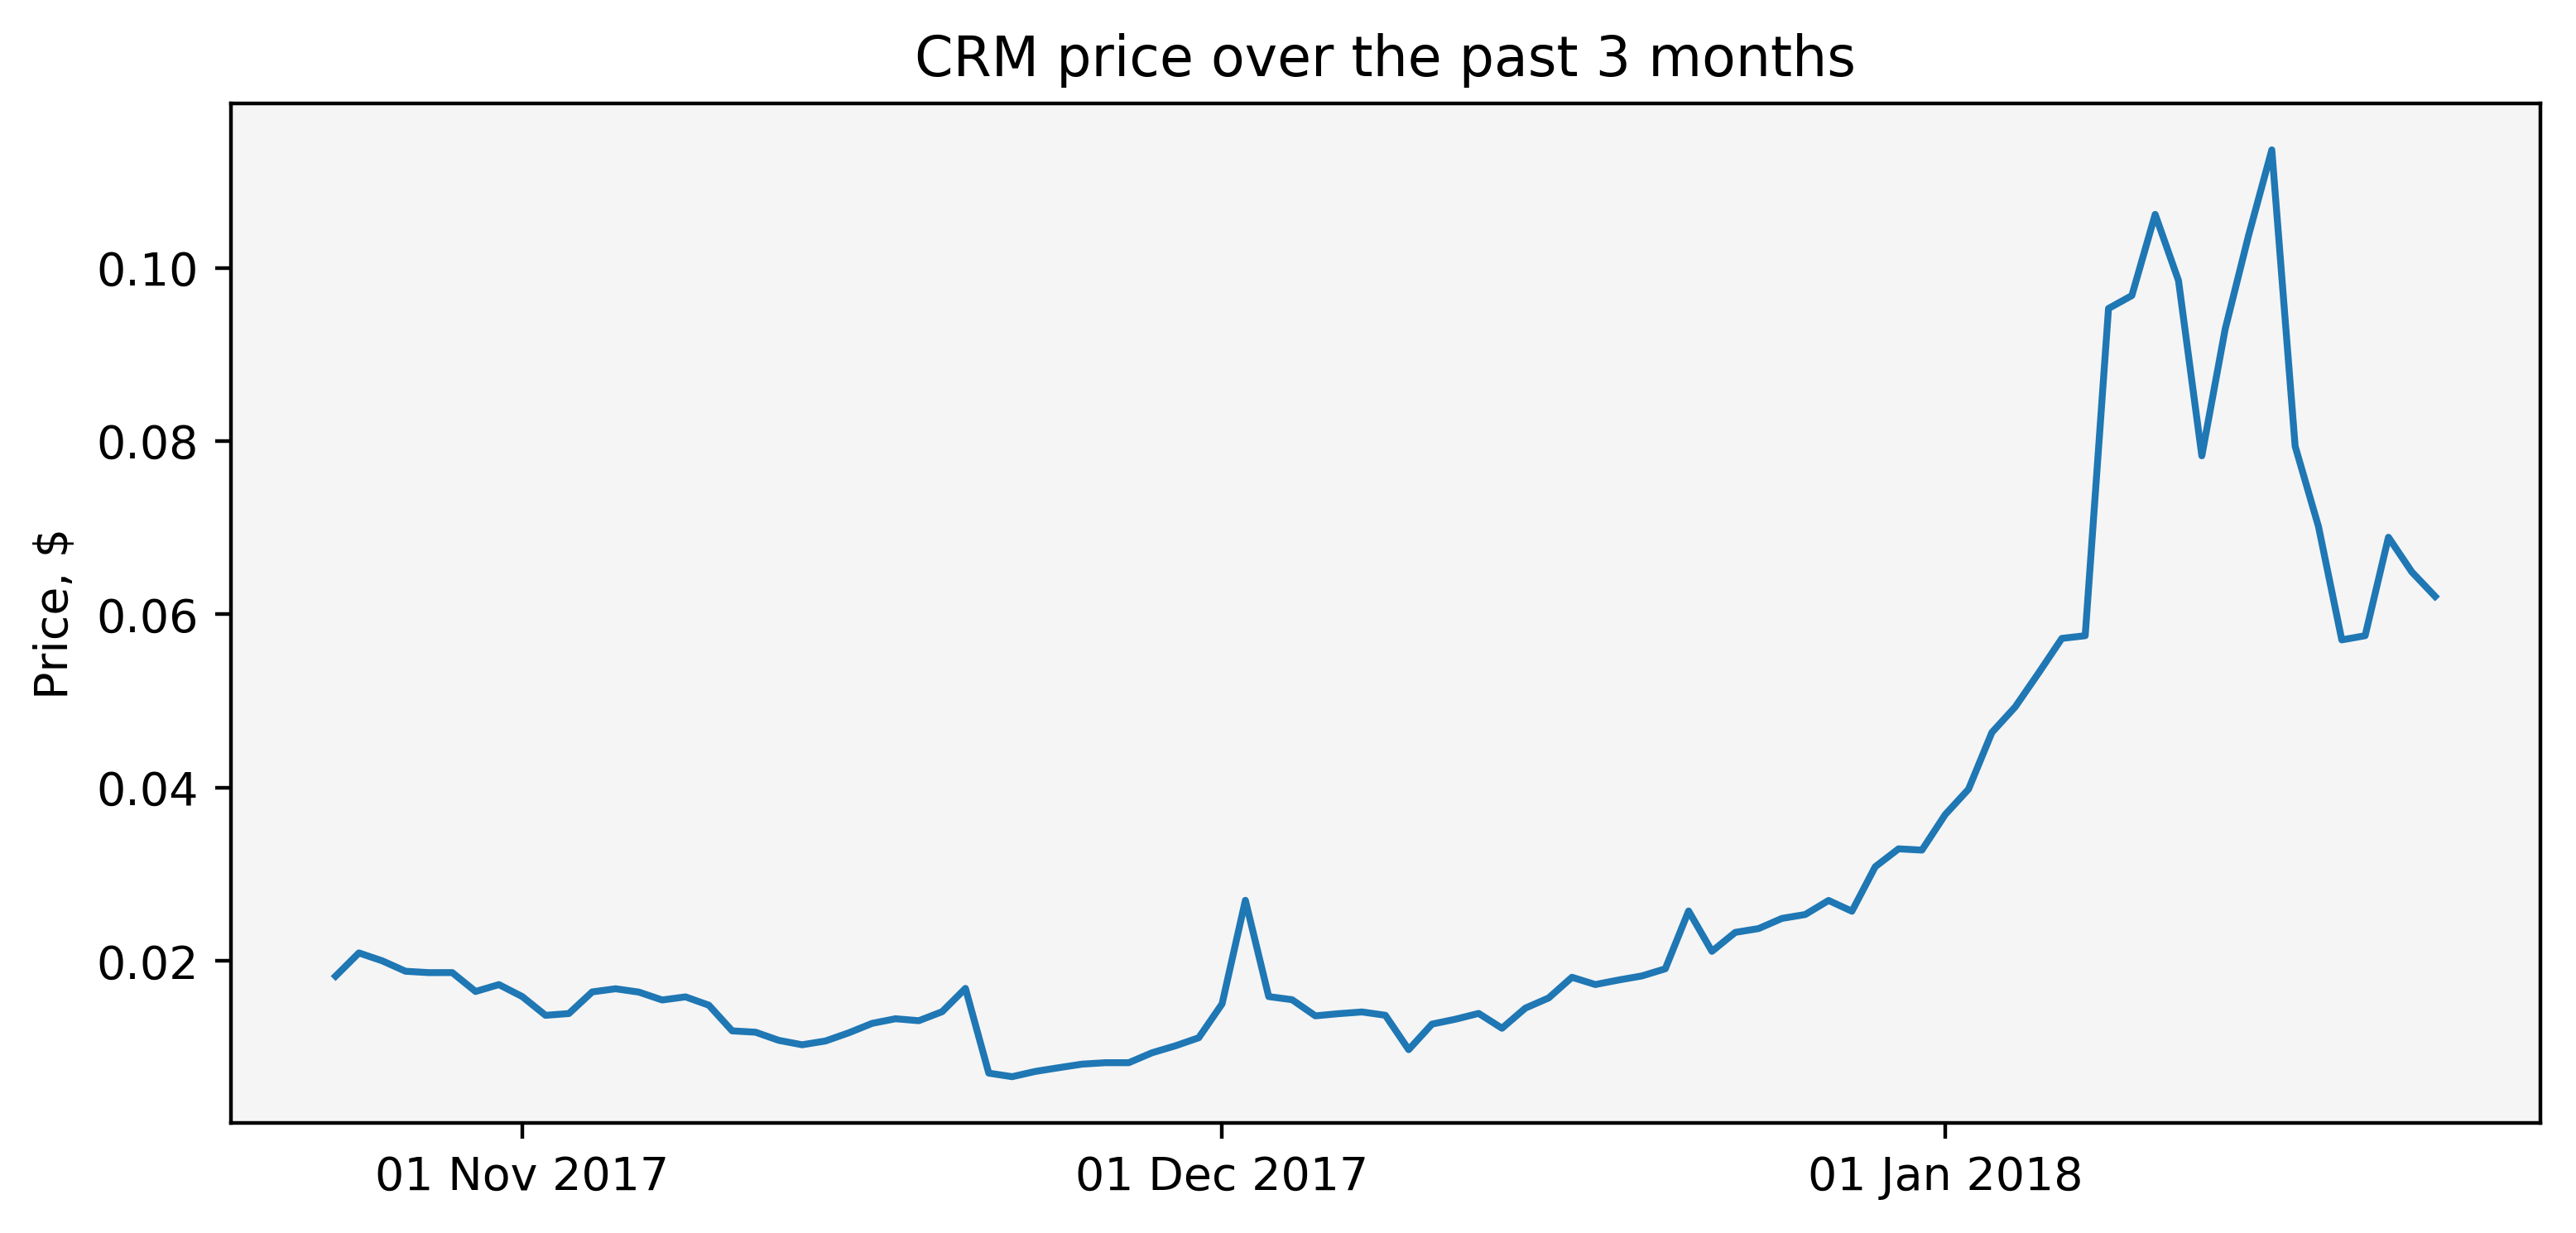 CRM price over the past 3 months
Price, $
0.10
0.08
0.06
0.04
0.02
01 Nov 2017
01 Dec 2017
01 Jan 2018